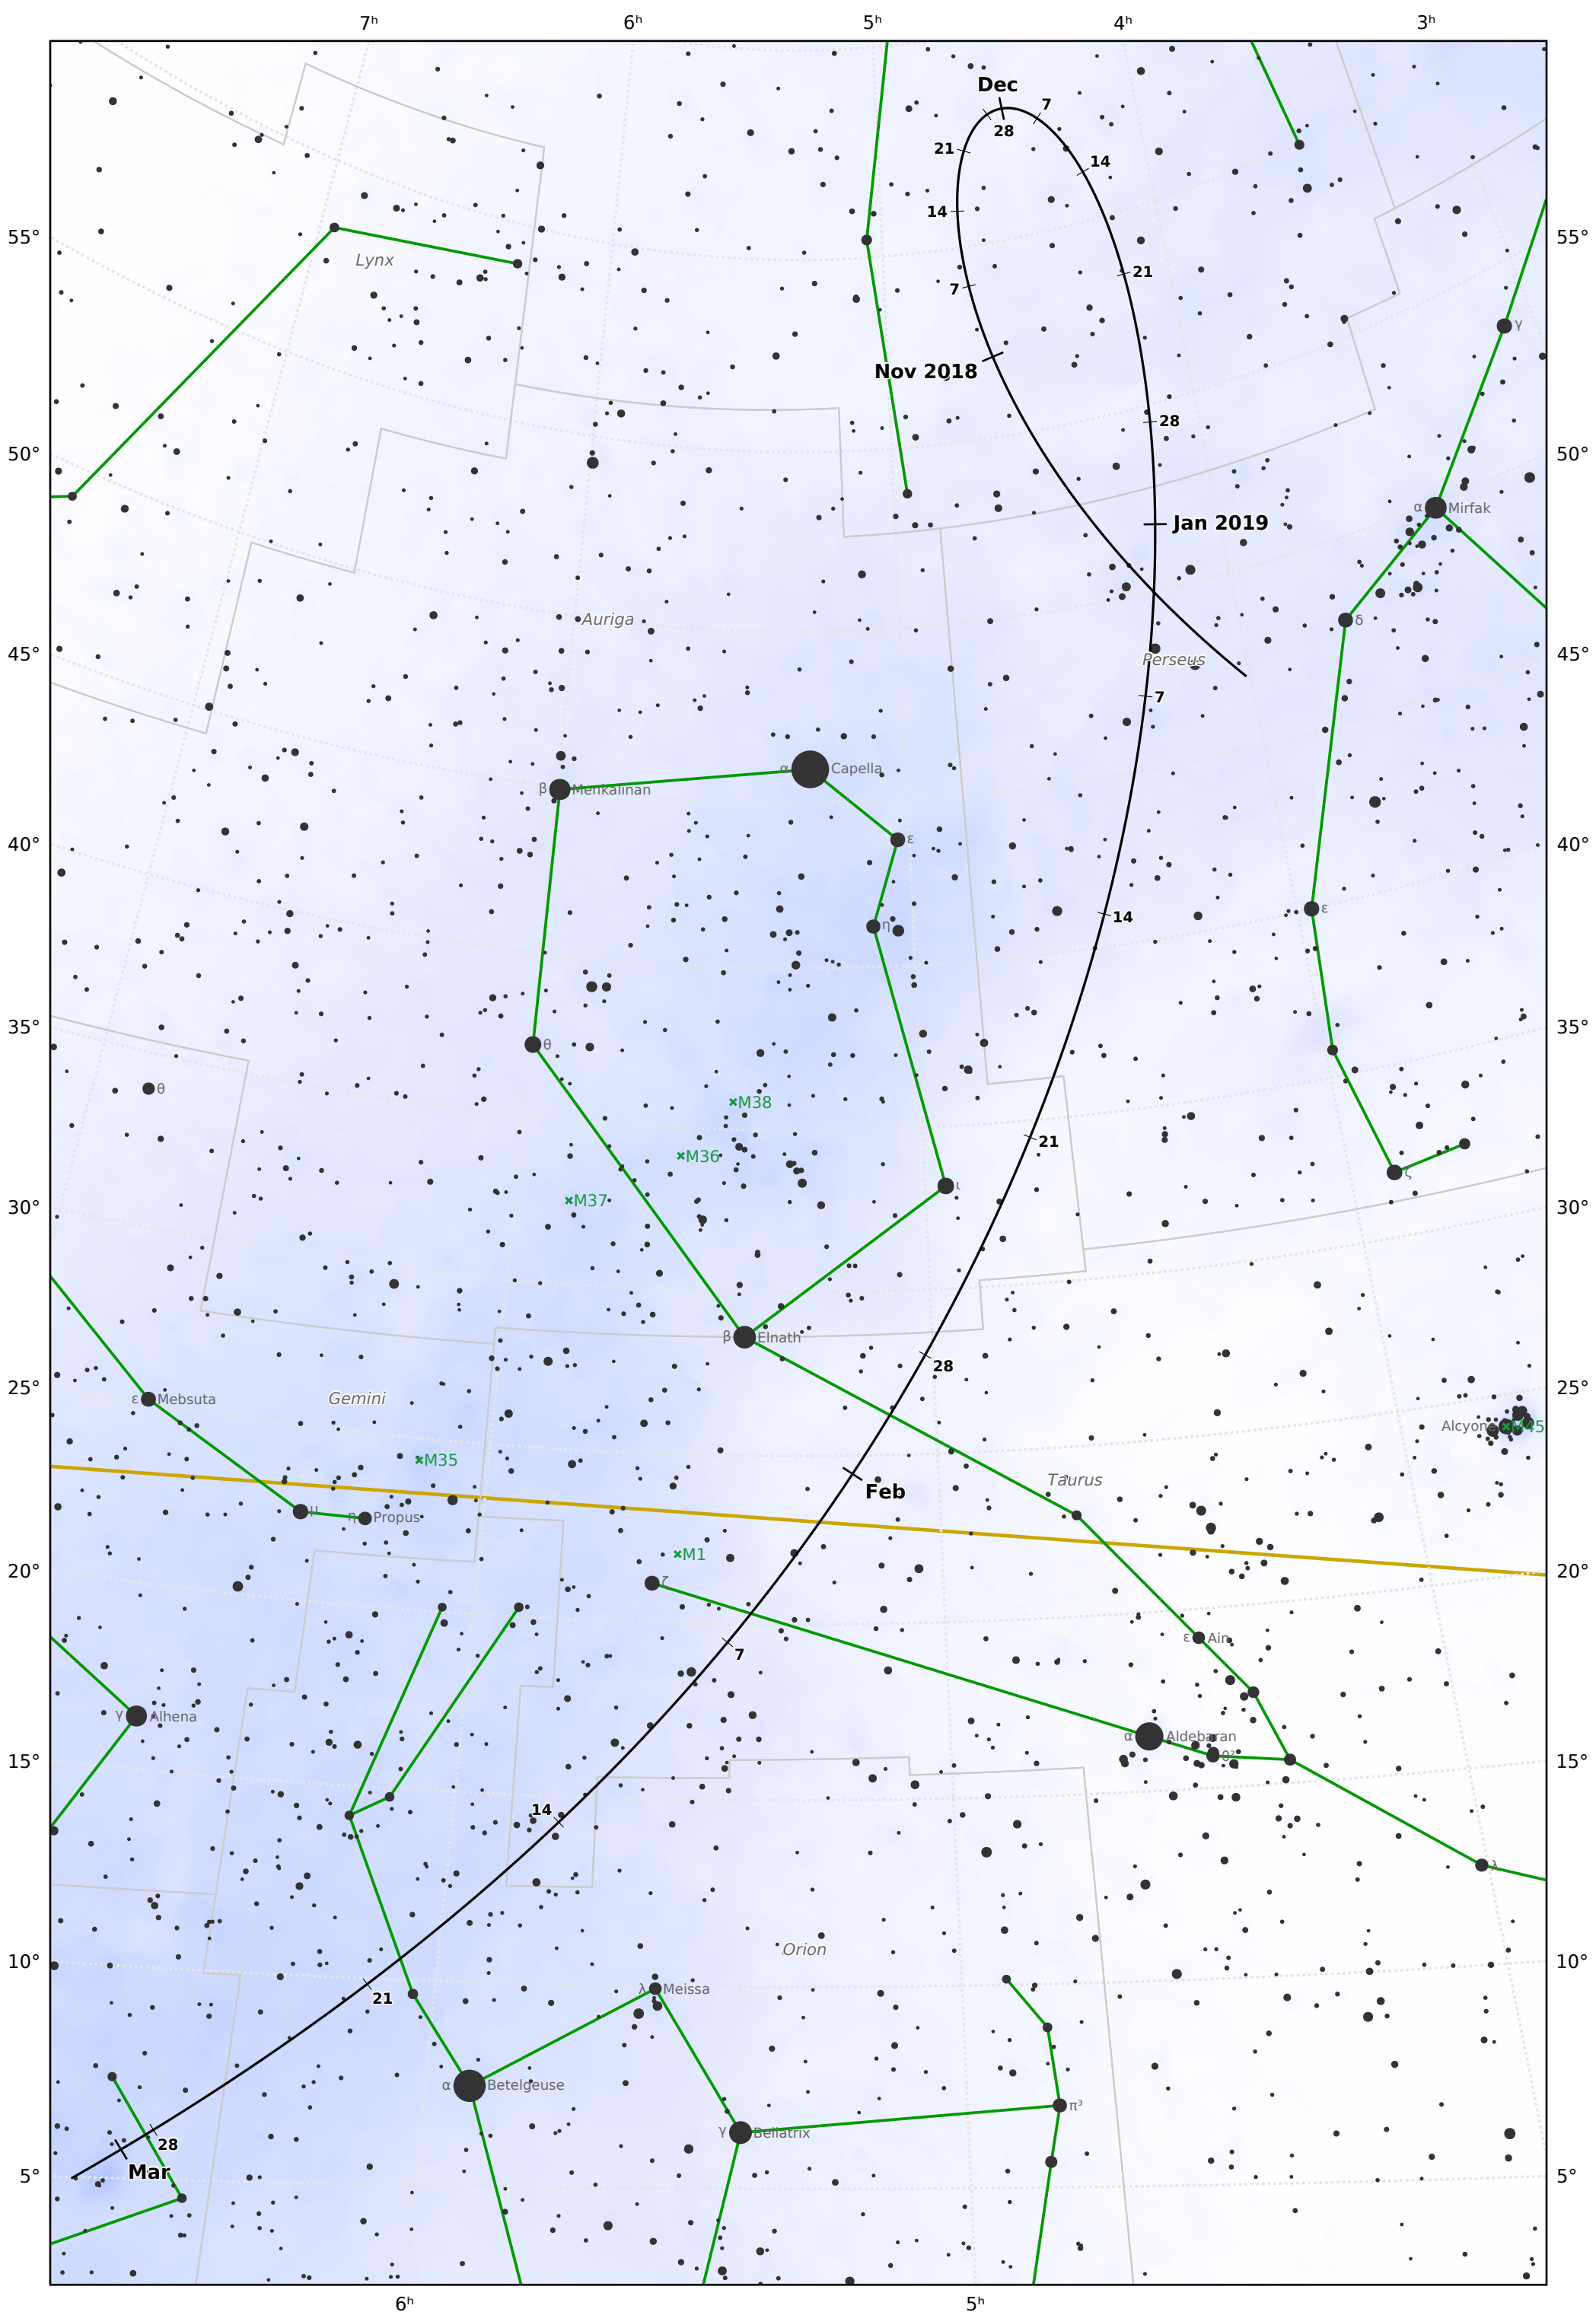 7ʰ 6ʰ 5ʰ 4ʰ 3ʰ
Dec
7
28
21
14
14
55° 55°
Lynx
21
7
γ
Nov 2018
28
50° 50°
α Mirfak
Jan 2019
Auriga
δ
45° 45°
Perseus
7
α Capella
β Menkalinan
ε
40° 40°
ε
14
η
35° 35°
θ
θ
M38
21
M36
ι
ζ
M37
30° 30°
β Elnath
28
25° 25°
ε Mebsuta
Gemini
Alcyone M45
M35
Taurus
Feb
μ
η Propus
M1
20° 20°
ζ
ε Ain
7
γ Alhena
α Aldebaran
θ²
15° 15°
14
λ
Orion
10° 10°
λ Meissa
21
α Betelgeuse
π³
γ Bellatrix
28
Mar
5° 5°
6ʰ 5ʰ